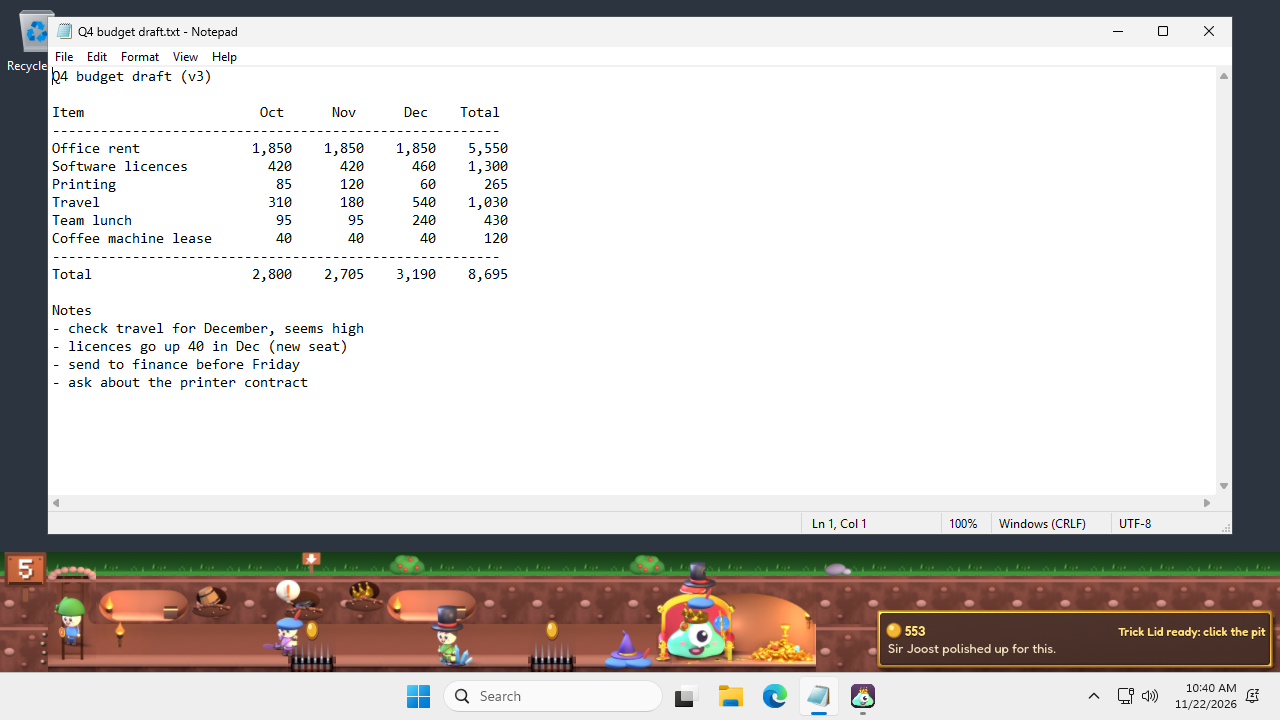 Recycle
Q4 budget draft.txt - Notepad
File Edit Format View Help
Q4 budget draft (v3)
Item Oct Nov Dec Total
--------------------------------------------------------
Office rent 1,850 1,850 1,850 5,550
Software licences 420 420 460 1,300
Printing 85 120 60 265
Travel 310 180 540 1,030
Team lunch 95 95 240 430
Coffee machine lease 40 40 40 120
--------------------------------------------------------
Total 2,800 2,705 3,190 8,695
Notes
- check travel for December, seems high
- licences go up 40 in Dec (new seat)
- send to finance before Friday
- ask about the printer contract
Ln 1, Col 1 100% Windows (CRLF) UTF-8
5
!
553 Trick Lid ready: click the pit
Sir Joost polished up for this.
Search
10:40 AM
11/22/2026